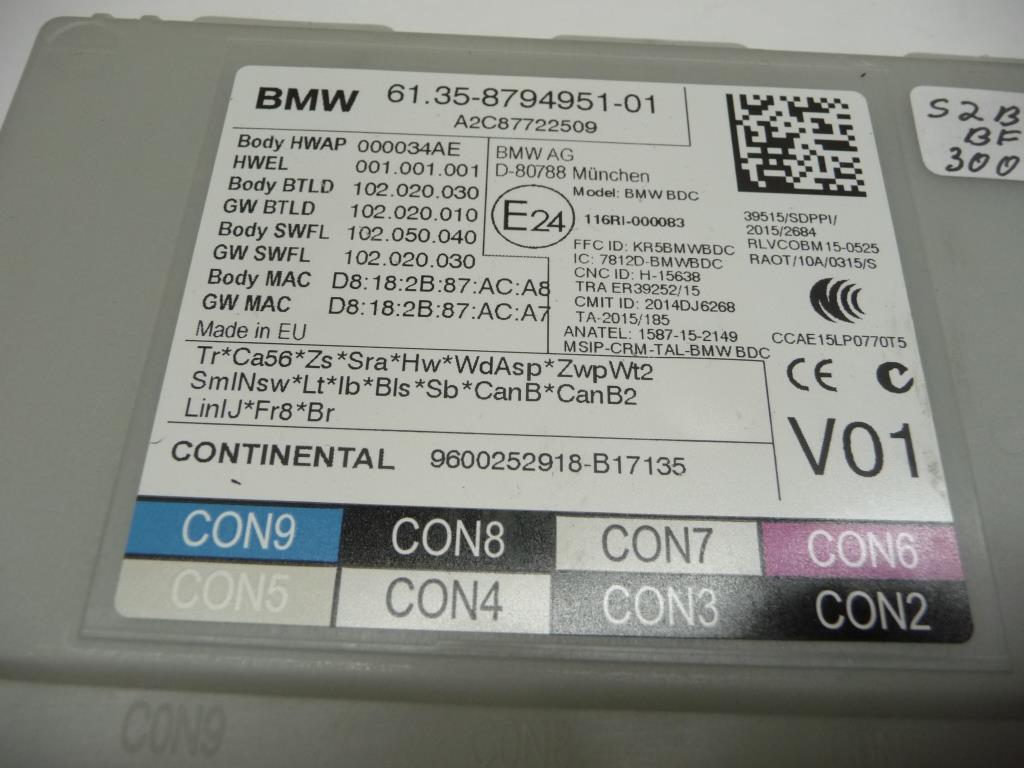 BMW 61.35-8794951-01
A2C87722509
Body HWAP 000034AE
HWEL 001.001.001
Body BTLD 102.020.030
GW BTLD 102.020.010
Body SWFL 102.050.040
GW SWFL 102.020.030
Body MAC D8:18:2B:87:AC:A8
GW MAC D8:18:2B:87:AC:A7
Made in EU
BMW AG
D-80788 München
Model: BMW BDC
E24
116RI-000083
FFC ID: KR5BMWBDC
IC: 7812D-BMWBDC
CNC ID: H-15638
TRA ER39252/15
CMIT ID: 2014DJ6268
TA-2015/185
ANATEL: 1587-15-2149
MSIP-CRM-TAL-BMW BDC
39515/SDPPI/
2015/2684
RLVCOBM15-0525
RAOT/10A/0315/S
CCAE15LP0770T5
CE
V01
Tr*Ca56*Zs*Sra*Hw*WdAsp*ZwpWt2
SmlNsw*Lt*Ib*Bls*Sb*CanB*CanB2
LinIJ*Fr8*Br
CONTINENTAL 9600252918-B17135
CON9 CON8 CON7 CON6
CON5 CON4 CON3 CON2
S2B
BF
300
CON9